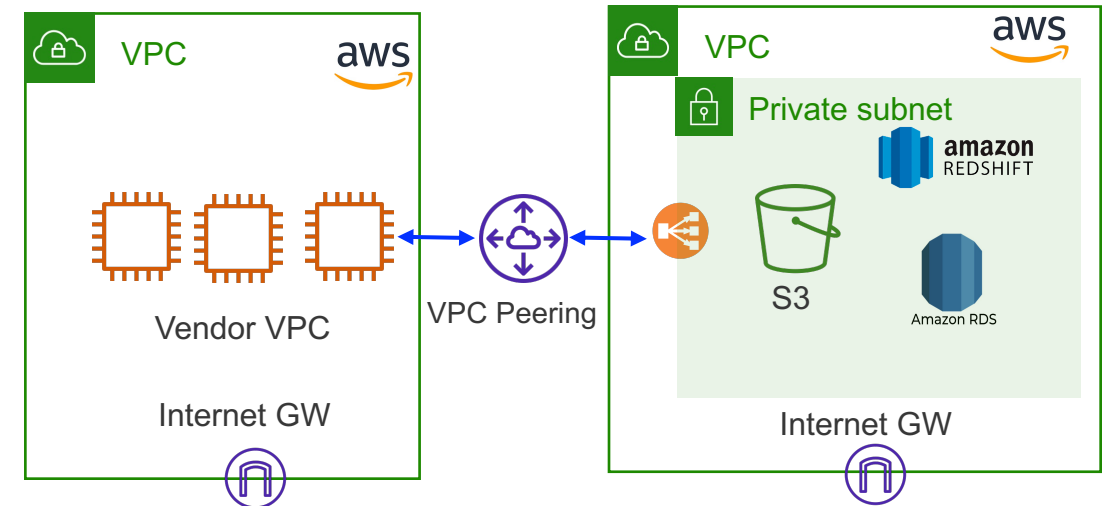 VPC
aws
Vendor VPC
Internet GW
VPC Peering
VPC
aws
Private subnet
amazon
REDSHIFT
S3
Amazon RDS
Internet GW